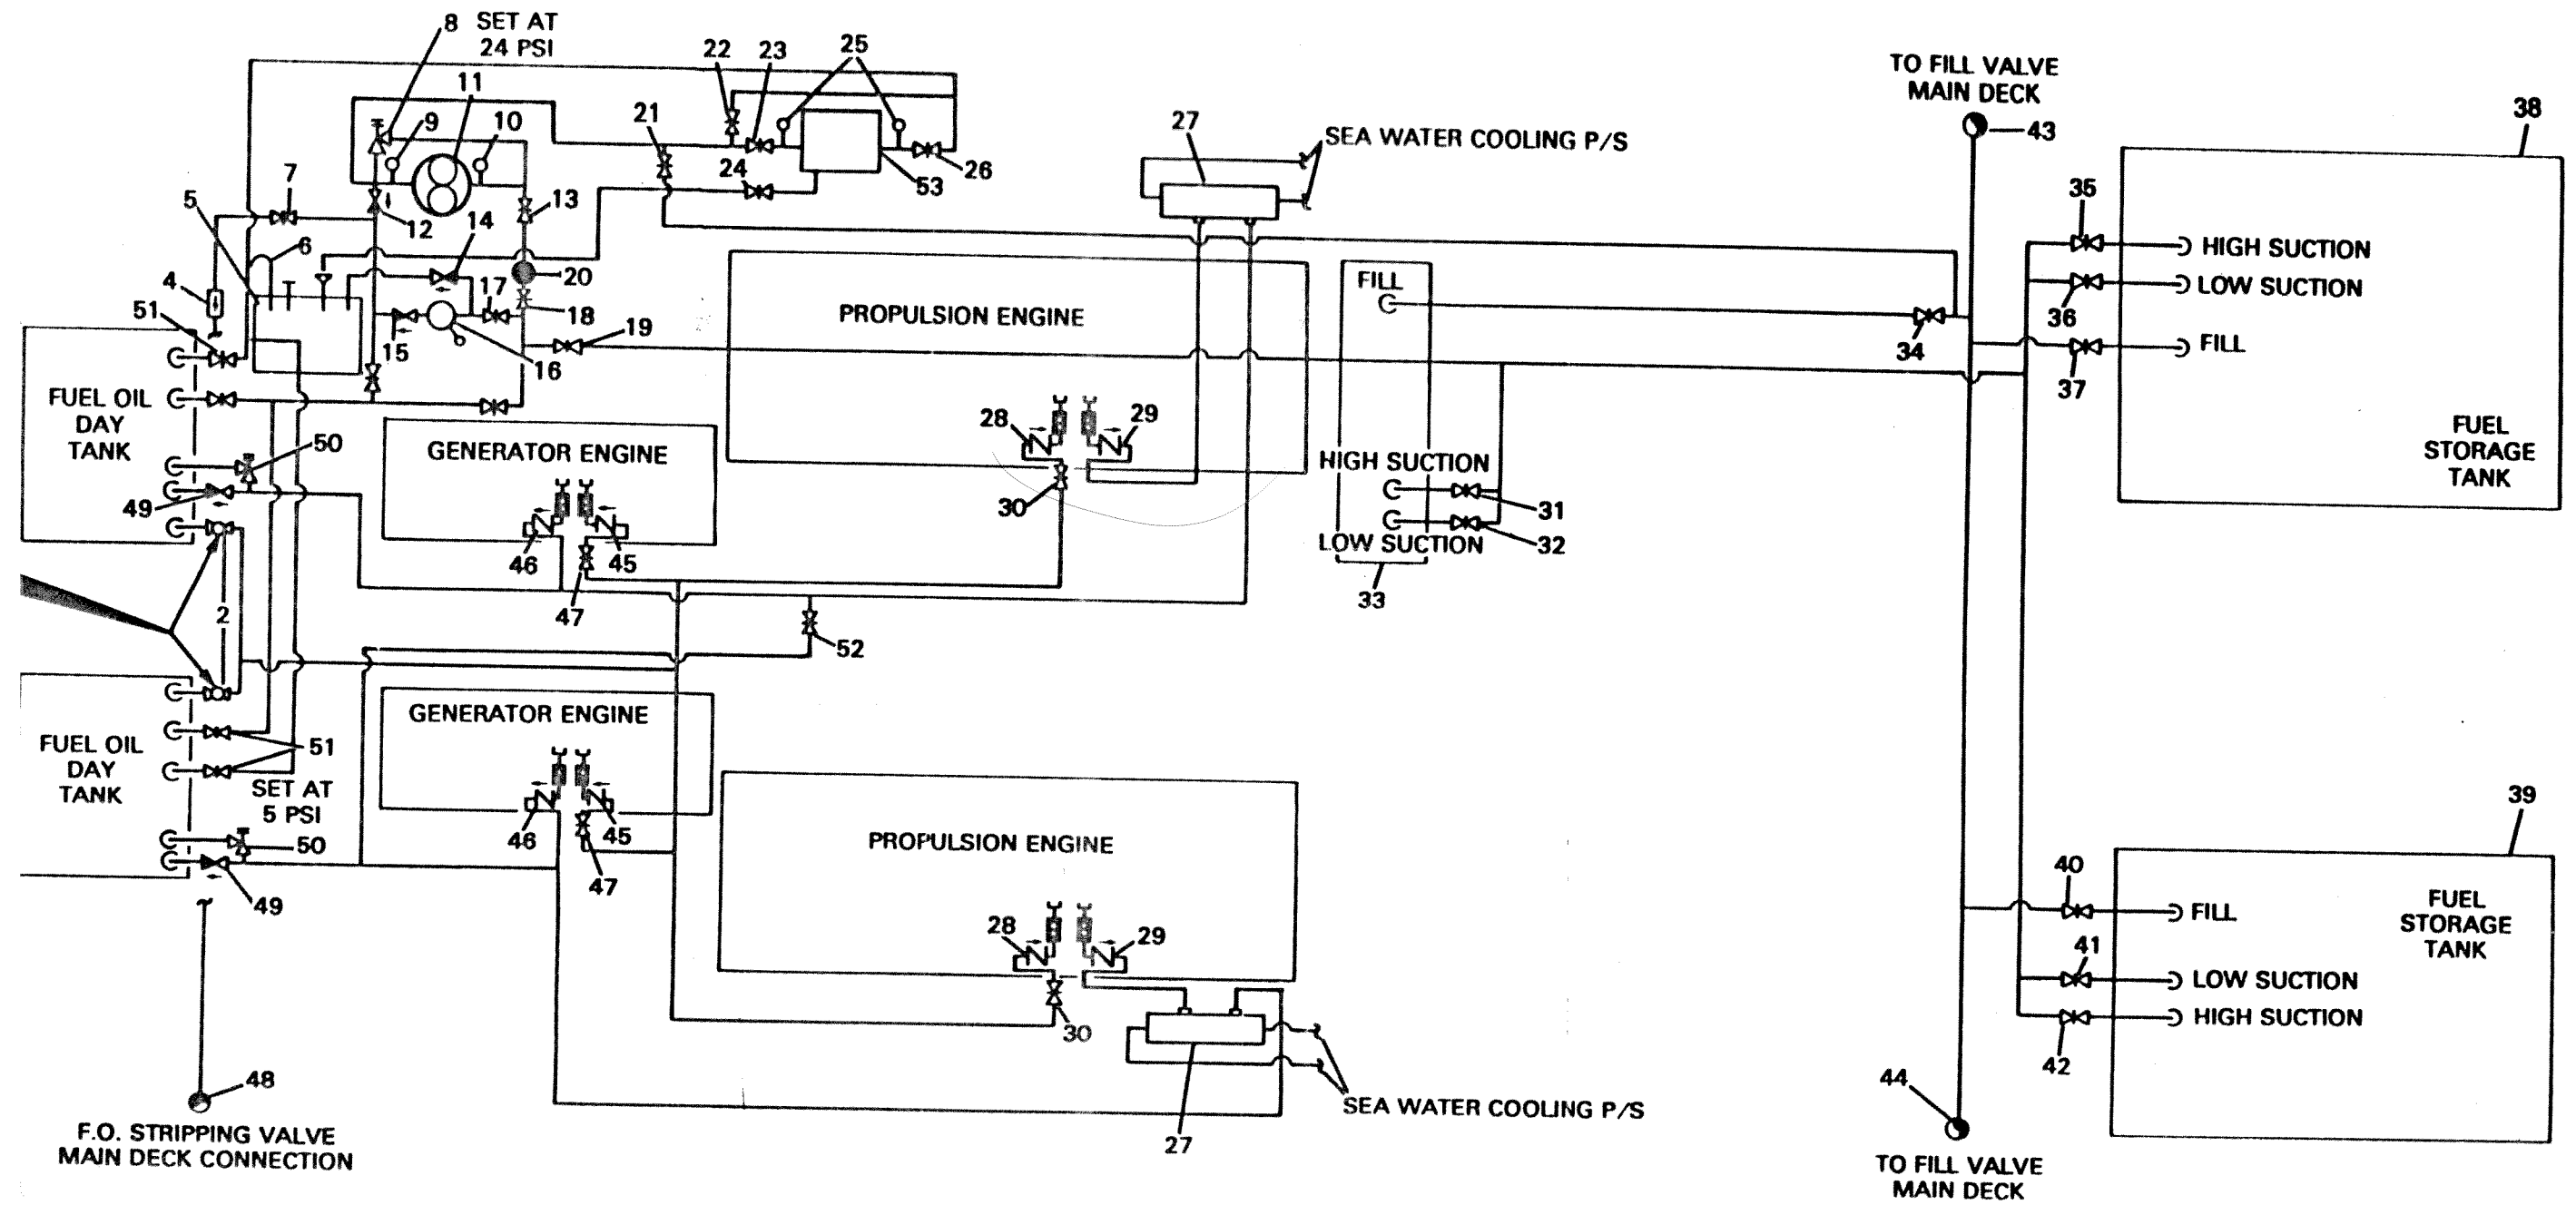 8 SET AT
24 PSI
11
9
10
22
23
25
21
24
53
26
27
SEA WATER COOLING P/S
TO FILL VALVE
MAIN DECK
43
38
7
5
6
12
13
14
4
20
51
17
18
19
15
16
PROPULSION ENGINE
FILL
34
35
HIGH SUCTION
LOW SUCTION
36
FILL
37
FUEL
STORAGE
TANK
FUEL OIL
DAY
TANK
50
49
GENERATOR ENGINE
46
45
47
28
29
30
HIGH SUCTION
31
LOW SUCTION
32
33
2
52
GENERATOR ENGINE
46
45
47
FUEL OIL
DAY
TANK
51
SET AT
5 PSI
50
49
PROPULSION ENGINE
28
29
30
27
SEA WATER COOLING P/S
39
40
FILL
41
LOW SUCTION
HIGH SUCTION
42
FUEL
STORAGE
TANK
48
F.O. STRIPPING VALVE
MAIN DECK CONNECTION
44
TO FILL VALVE
MAIN DECK